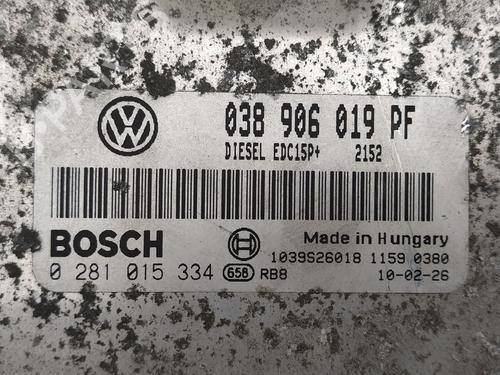 038 906 019 PF
DIESEL EDC15P+ 2152
BOSCH
Made in Hungary
1039S26018 1159 0380
0 281 015 334 658 RB8 10-02-26